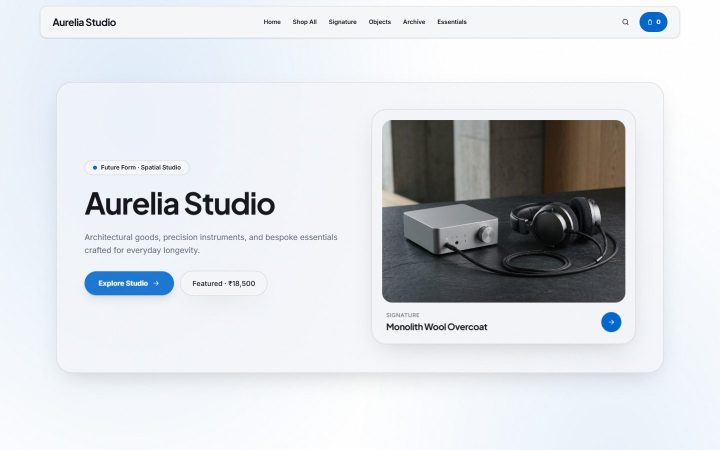 Aurelia Studio
Home Shop All Signature Objects Archive Essentials
0
Future Form · Spatial Studio
Aurelia Studio
Architectural goods, precision instruments, and bespoke essentials
crafted for everyday longevity.
Explore Studio →
Featured · ₹18,500
SIGNATURE
Monolith Wool Overcoat